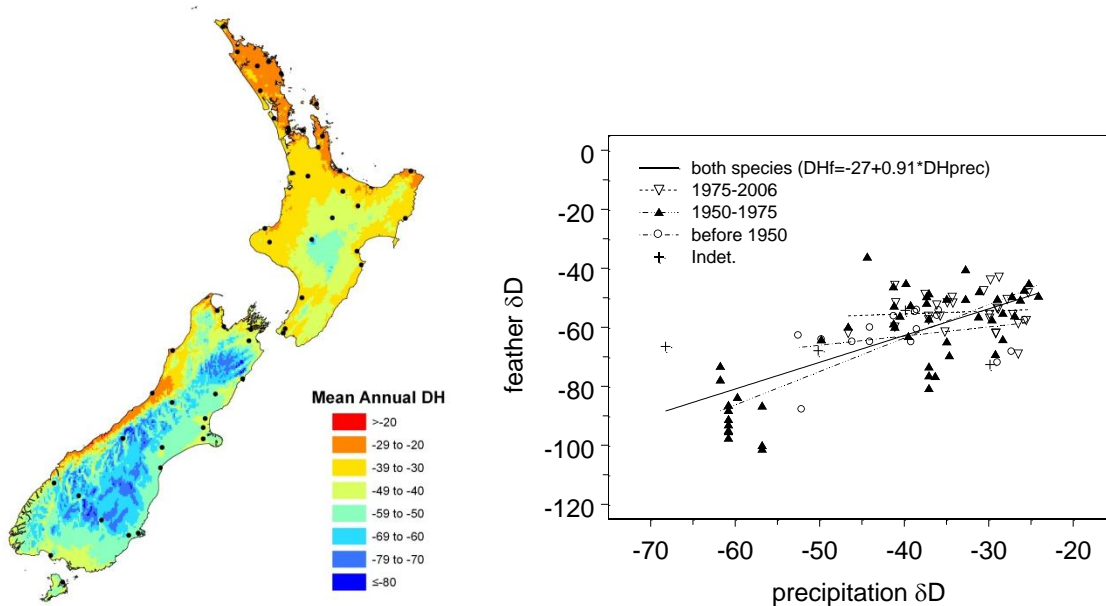 Mean Annual DH
>-20
-29 to -20
-39 to -30
-49 to -40
-59 to -50
-69 to -60
-79 to -70
≤-80
feather δD
0
-20
-40
-60
-80
-100
-120
both species (DHf=-27+0.91*DHprec)
1975-2006
1950-1975
before 1950
Indet.
-70 -60 -50 -40 -30 -20
precipitation δD